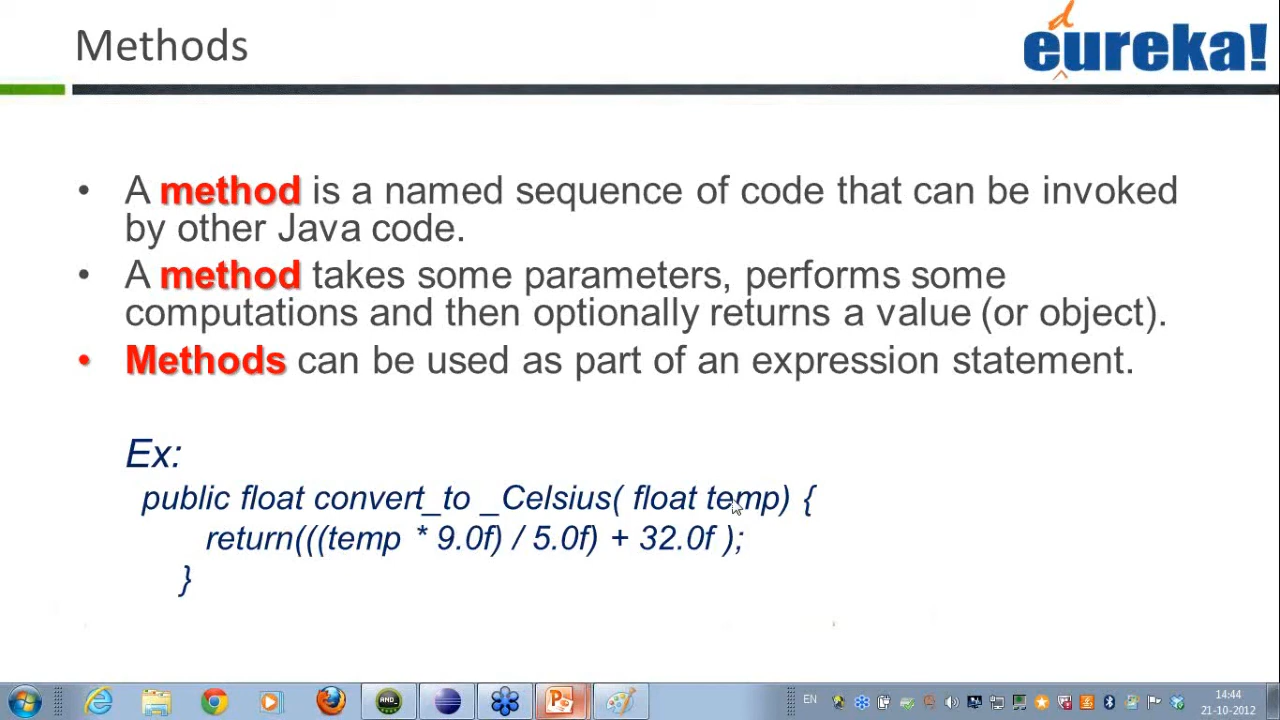 Methods
edureka!
• A method is a named sequence of code that can be invoked
by other Java code.
• A method takes some parameters, performs some
computations and then optionally returns a value (or object).
• Methods can be used as part of an expression statement.
Ex:
public float convert_to _Celsius( float temp) {
return(((temp * 9.0f) / 5.0f) + 32.0f );
}
EN
14:44
21-10-2012